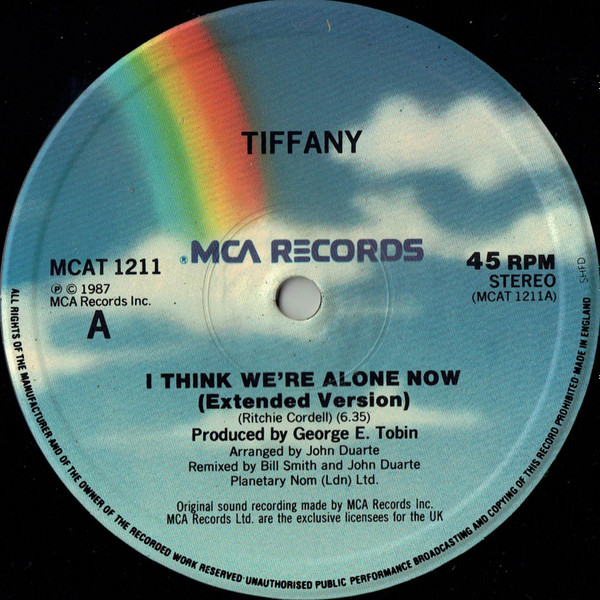 TIFFANY
® MCA RECORDS
MCAT 1211
℗ © 1987
MCA Records Inc.
A
45 RPM
STEREO
(MCAT 1211A)
SHFD
I THINK WE'RE ALONE NOW
(Extended Version)
(Ritchie Cordell) (6.35)
Produced by George E. Tobin
Arranged by John Duarte
Remixed by Bill Smith and John Duarte
Planetary Nom (Ldn) Ltd.
Original sound recording made by MCA Records Inc.
MCA Records Ltd. are the exclusive licensees for the UK
ALL RIGHTS OF THE MANUFACTURER AND OF THE OWNER OF THE RECORDED WORK RESERVED·UNAUTHORISED PUBLIC PERFORMANCE BROADCASTING AND COPYING OF THIS RECORD PROHIBITED MADE IN ENGLAND